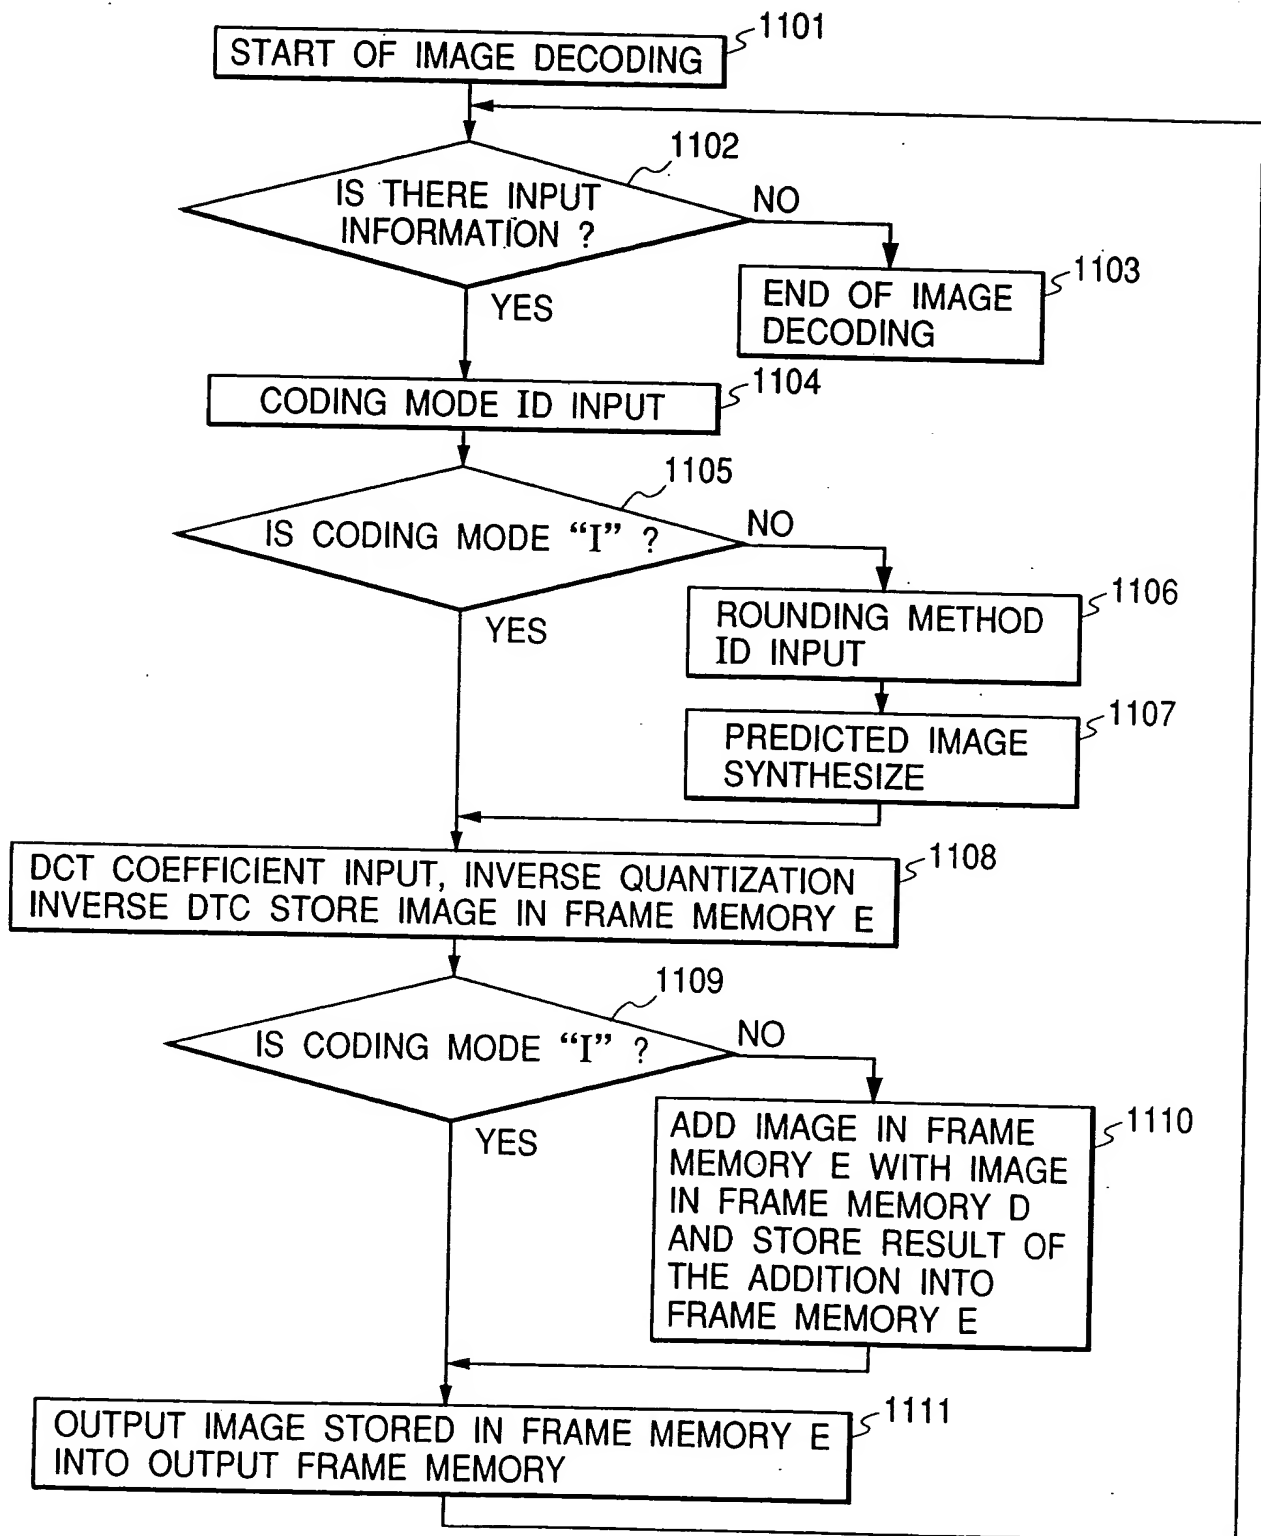 1101
START OF IMAGE DECODING
1102
IS THERE INPUT
INFORMATION ?
NO
1103
END OF IMAGE
DECODING
YES
1104
CODING MODE ID INPUT
1105
IS CODING MODE “I” ?
NO
1106
ROUNDING METHOD
ID INPUT
YES
1107
PREDICTED IMAGE
SYNTHESIZE
1108
DCT COEFFICIENT INPUT, INVERSE QUANTIZATION
INVERSE DTC STORE IMAGE IN FRAME MEMORY E
1109
IS CODING MODE “I” ?
NO
1110
ADD IMAGE IN FRAME
MEMORY E WITH IMAGE
IN FRAME MEMORY D
AND STORE RESULT OF
THE ADDITION INTO
FRAME MEMORY E
YES
1111
OUTPUT IMAGE STORED IN FRAME MEMORY E
INTO OUTPUT FRAME MEMORY